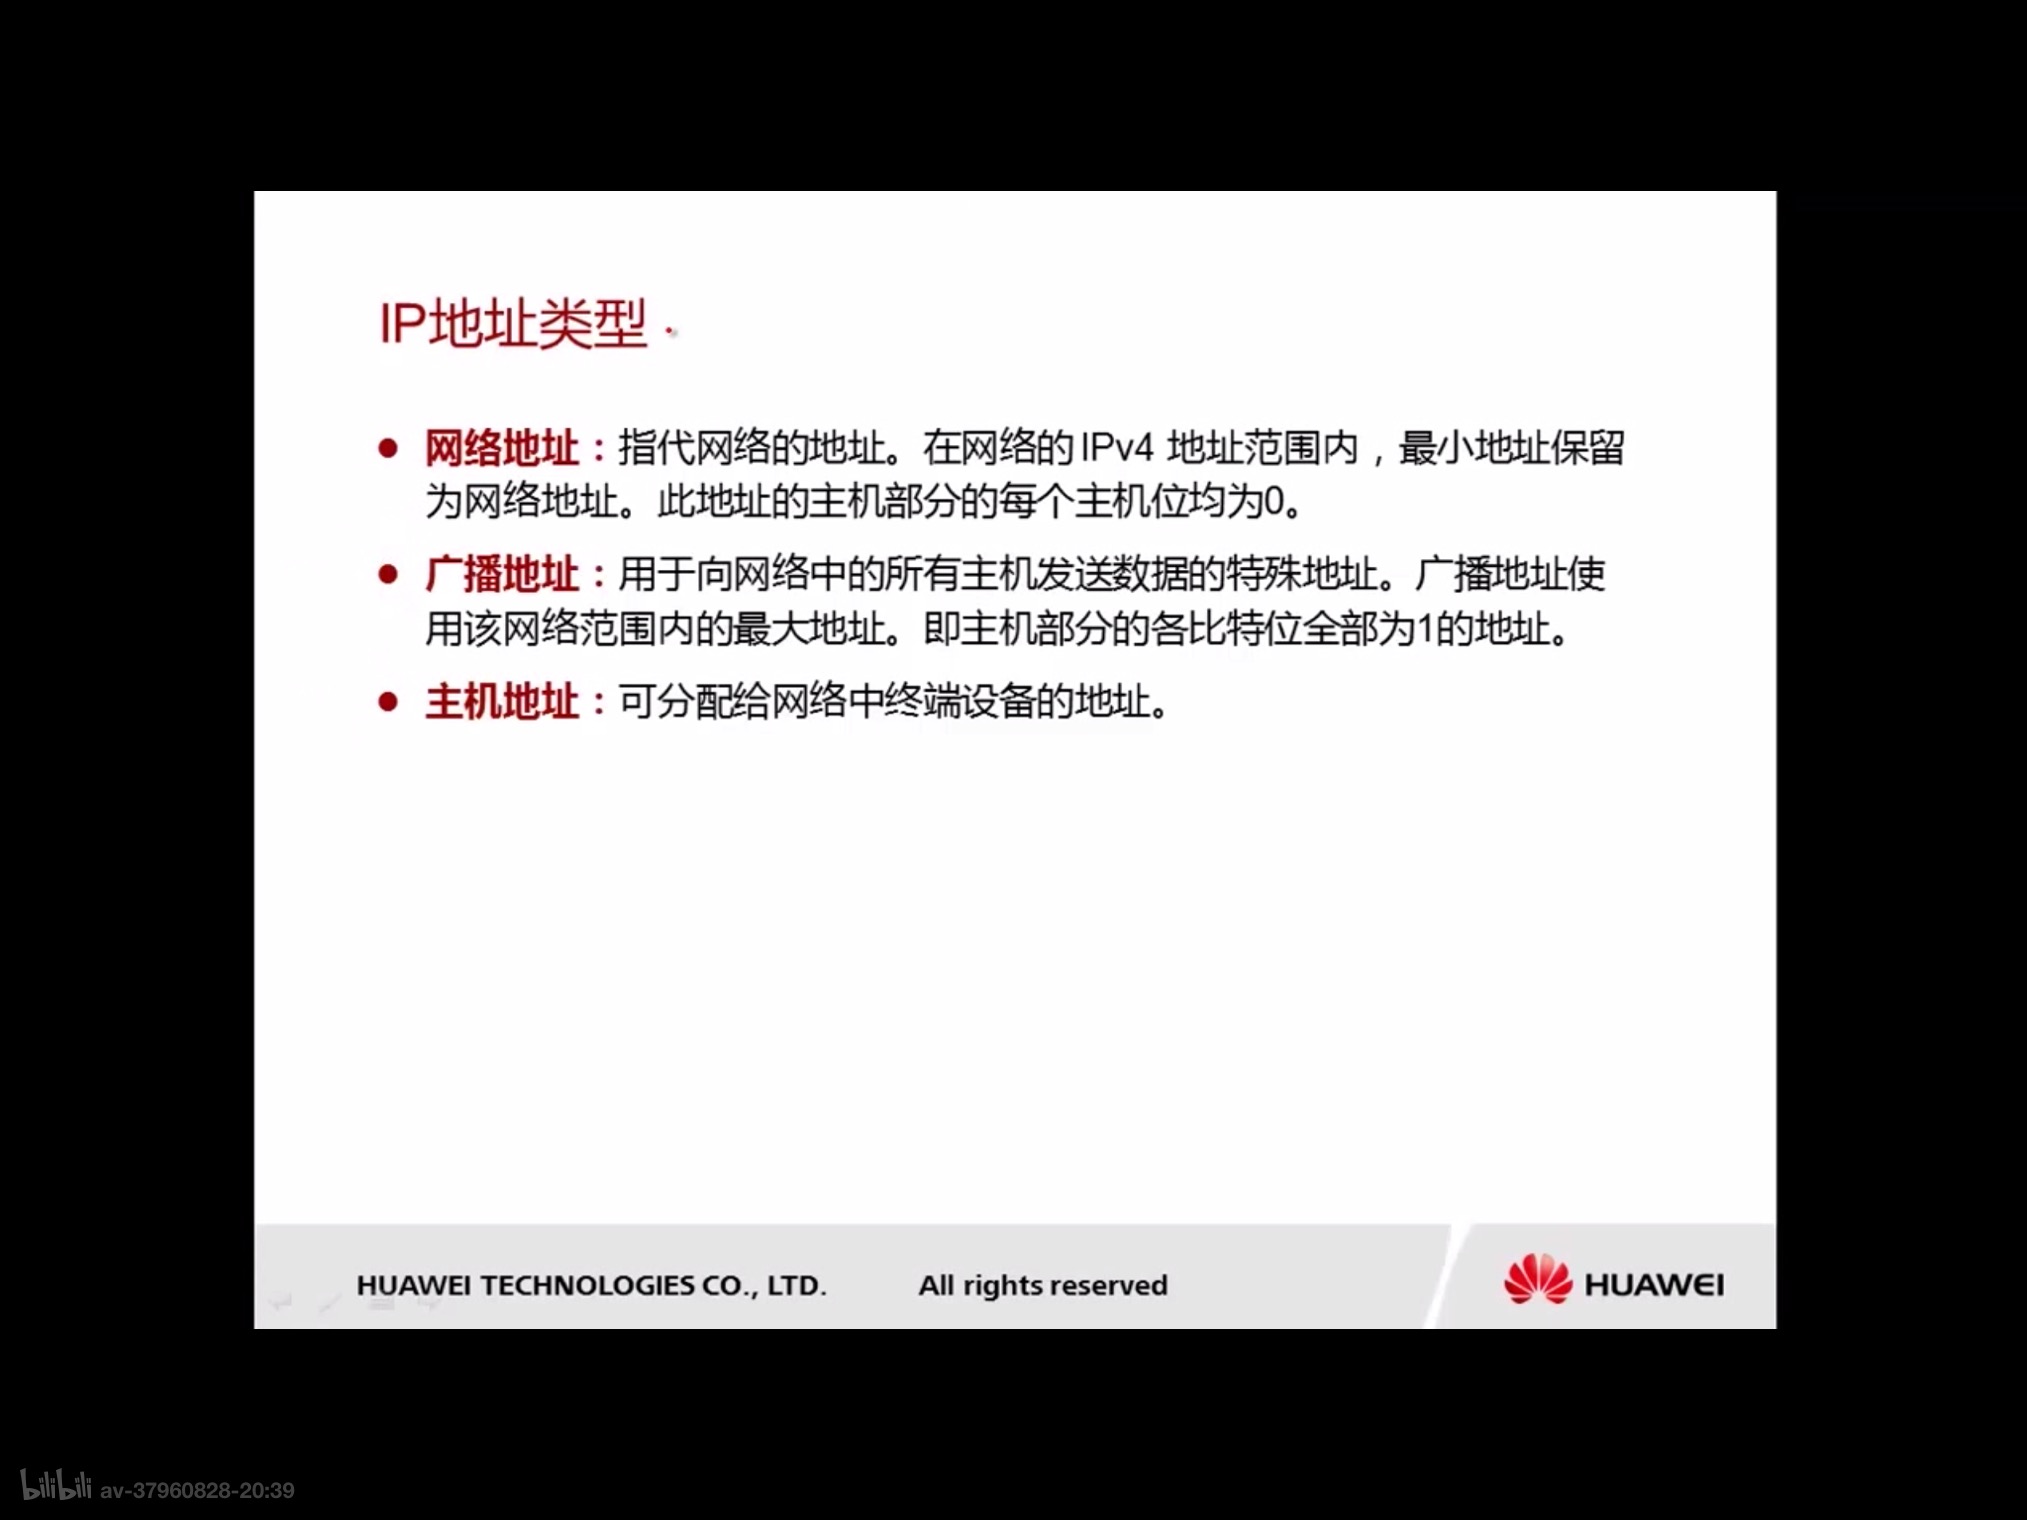 IP地址类型
● 网络地址：指代网络的地址。在网络的IPv4 地址范围内，最小地址保留
为网络地址。此地址的主机部分的每个主机位均为0。
● 广播地址：用于向网络中的所有主机发送数据的特殊地址。广播地址使
用该网络范围内的最大地址。即主机部分的各比特位全部为1的地址。
● 主机地址：可分配给网络中终端设备的地址。
HUAWEI TECHNOLOGIES CO., LTD. All rights reserved HUAWEI
bilibili av-37960828-20:39